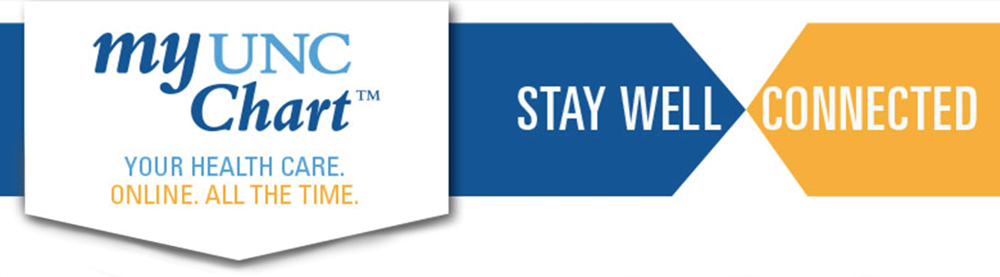 my UNC
Chart™
YOUR HEALTH CARE.
ONLINE. ALL THE TIME.
STAY WELL CONNECTED